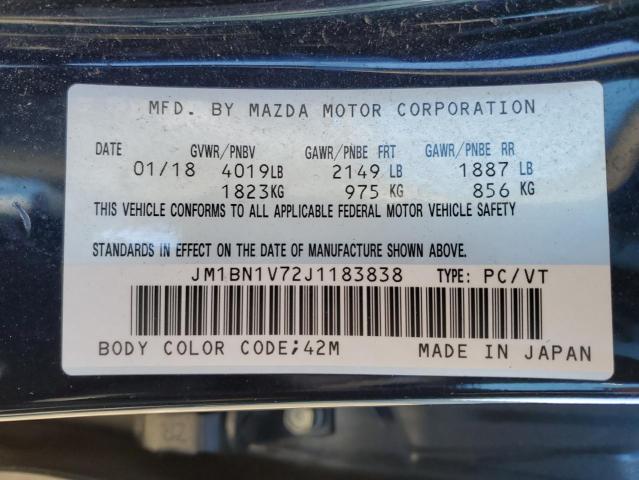 MFD. BY MAZDA MOTOR CORPORATION
DATE GVWR/PNBV GAWR/PNBE FRT GAWR/PNBE RR
01/18 4019LB 2149 LB 1887 LB
1823KG 975 KG 856 KG
THIS VEHICLE CONFORMS TO ALL APPLICABLE FEDERAL MOTOR VEHICLE SAFETY
STANDARDS IN EFFECT ON THE DATE OF MANUFACTURE SHOWN ABOVE.
JM1BN1V72J1183838 TYPE: PC/VT
BODY COLOR CODE;42M MADE IN JAPAN